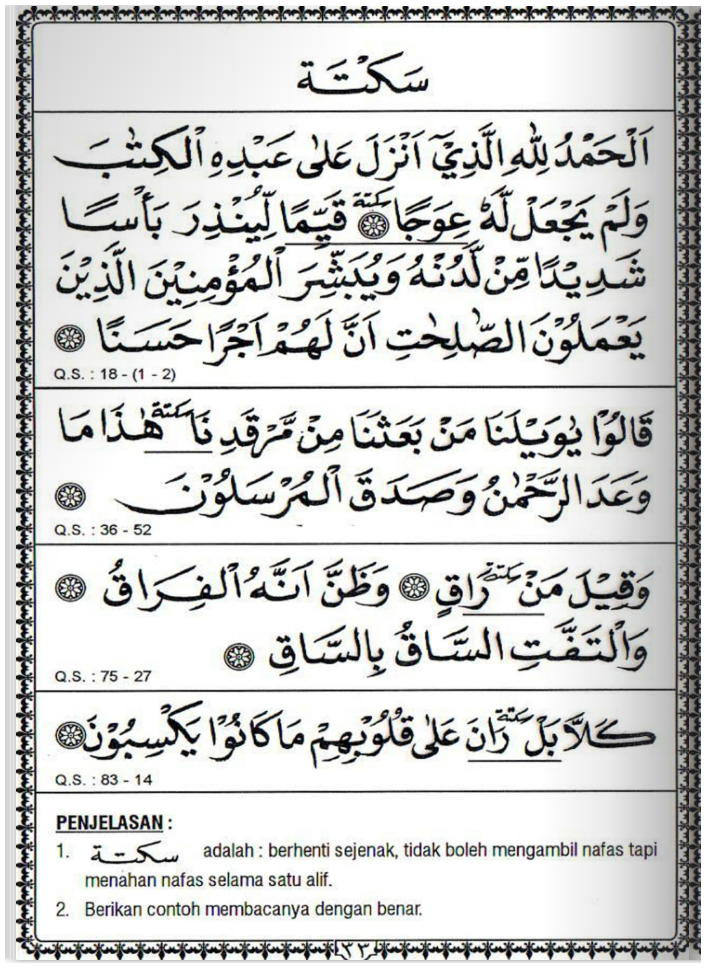 سَكْتَة
اَلْحَمْدُ لِلّٰهِ الَّذِيْٓ اَنْزَلَ عَلٰى عَبْدِهِ الْكِتٰبَ
وَلَمْ يَجْعَلْ لَّهٗ عِوَجًا ۞ سكتة قَيِّمًا لِّيُنْذِرَ بَأْسًا
شَدِيْدًا مِّنْ لَّدُنْهُ وَيُبَشِّرَ الْمُؤْمِنِيْنَ الَّذِيْنَ
يَعْمَلُوْنَ الصّٰلِحٰتِ اَنَّ لَهُمْ اَجْرًا حَسَنًا ۞
Q.S. : 18 - (1 - 2)
قَالُوْا يٰوَيْلَنَا مَنْ بَعَثَنَا مِنْ مَّرْقَدِنَا سكتة هٰذَا مَا
وَعَدَ الرَّحْمٰنُ وَصَدَقَ الْمُرْسَلُوْنَ ۞
Q.S. : 36 - 52
وَقِيْلَ مَنْ سكتة رَاقٍ ۞ وَظَنَّ اَنَّهُ الْفِرَاقُ ۞
وَالْتَفَّتِ السَّاقُ بِالسَّاقِ ۞
Q.S. : 75 - 27
كَلَّا بَلْ سكتة رَانَ عَلٰى قُلُوْبِهِمْ مَا كَانُوْا يَكْسِبُوْنَ ۞
Q.S. : 83 - 14
PENJELASAN :
1. سكتـة adalah : berhenti sejenak, tidak boleh mengambil nafas tapi
menahan nafas selama satu alif.
2. Berikan contoh membacanya dengan benar.
٣٣